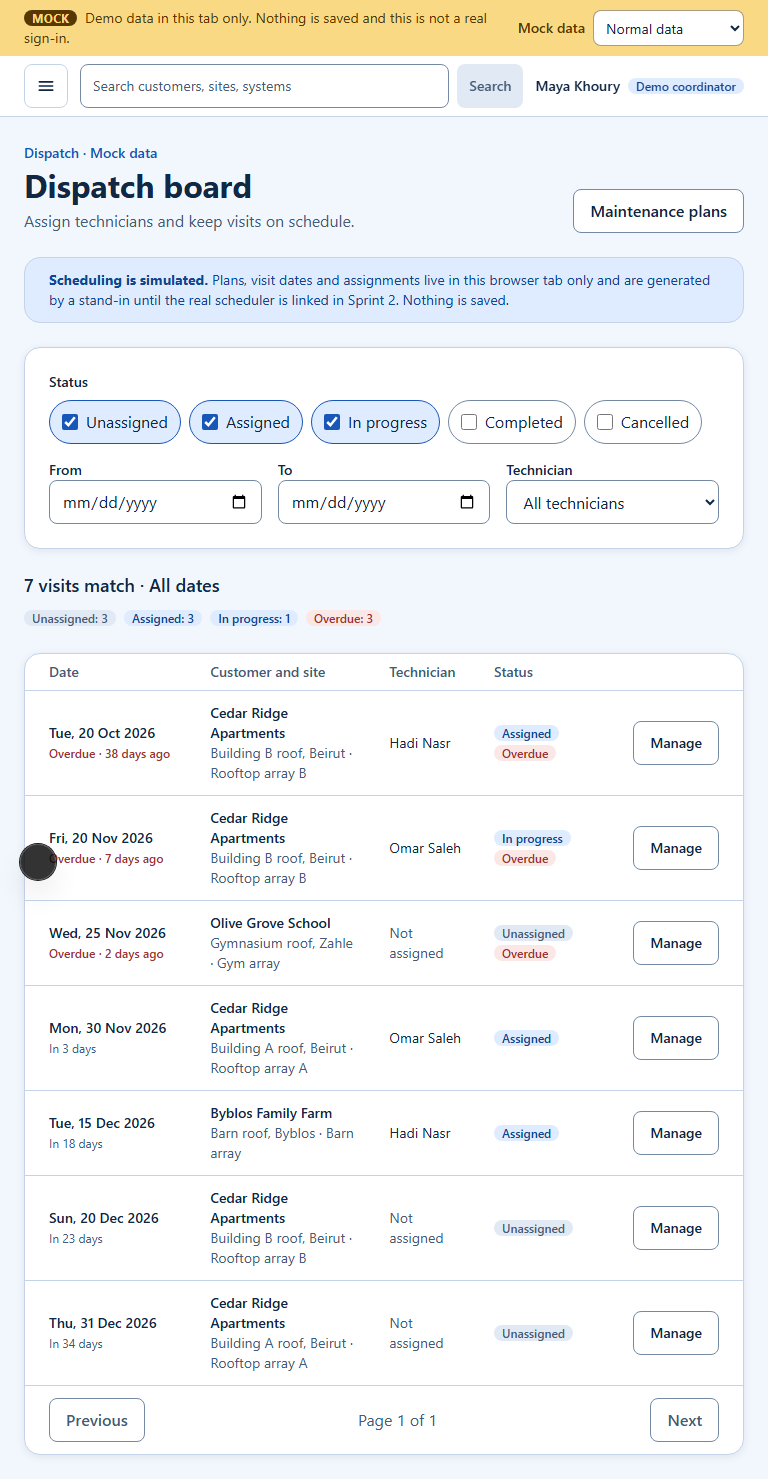 MOCK Demo data in this tab only. Nothing is saved and this is not a real sign-in.
Mock data Normal data
Search customers, sites, systems Search Maya Khoury Demo coordinator
Dispatch · Mock data
Dispatch board
Assign technicians and keep visits on schedule.
Maintenance plans
Scheduling is simulated. Plans, visit dates and assignments live in this browser tab only and are generated
by a stand-in until the real scheduler is linked in Sprint 2. Nothing is saved.
Status
Unassigned Assigned In progress Completed Cancelled
From To Technician
mm/dd/yyyy mm/dd/yyyy All technicians
7 visits match · All dates
Unassigned: 3 Assigned: 3 In progress: 1 Overdue: 3
Date Customer and site Technician Status
Tue, 20 Oct 2026
Overdue · 38 days ago
Cedar Ridge
Apartments
Building B roof, Beirut ·
Rooftop array B
Hadi Nasr
Assigned
Overdue
Manage
Fri, 20 Nov 2026
Overdue · 7 days ago
Cedar Ridge
Apartments
Building B roof, Beirut ·
Rooftop array B
Omar Saleh
In progress
Overdue
Manage
Wed, 25 Nov 2026
Overdue · 2 days ago
Olive Grove School
Gymnasium roof, Zahle
· Gym array
Not
assigned
Unassigned
Overdue
Manage
Mon, 30 Nov 2026
In 3 days
Cedar Ridge
Apartments
Building A roof, Beirut ·
Rooftop array A
Omar Saleh
Assigned
Manage
Tue, 15 Dec 2026
In 18 days
Byblos Family Farm
Barn roof, Byblos · Barn
array
Hadi Nasr
Assigned
Manage
Sun, 20 Dec 2026
In 23 days
Cedar Ridge
Apartments
Building B roof, Beirut ·
Rooftop array B
Not
assigned
Unassigned
Manage
Thu, 31 Dec 2026
In 34 days
Cedar Ridge
Apartments
Building A roof, Beirut ·
Rooftop array A
Not
assigned
Unassigned
Manage
Previous Page 1 of 1 Next